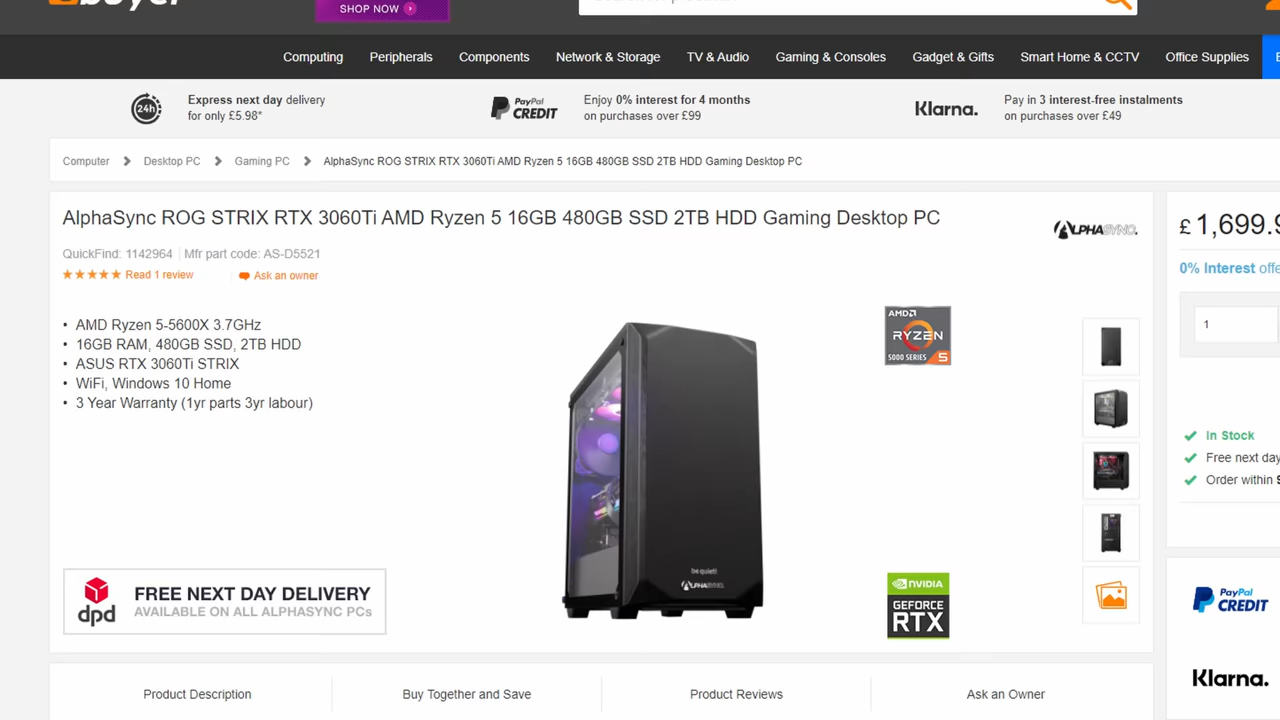 buyer
SHOP NOW
Computing Peripherals Components Network & Storage TV & Audio Gaming & Consoles Gadget & Gifts Smart Home & CCTV Office Supplies
24h
Express next day delivery
for only £5.98*
PayPal
CREDIT
Enjoy 0% interest for 4 months
on purchases over £99
Klarna.
Pay in 3 interest-free instalments
on purchases over £49
Computer Desktop PC Gaming PC AlphaSync ROG STRIX RTX 3060Ti AMD Ryzen 5 16GB 480GB SSD 2TB HDD Gaming Desktop PC
AlphaSync ROG STRIX RTX 3060Ti AMD Ryzen 5 16GB 480GB SSD 2TB HDD Gaming Desktop PC
ALPHASYNC.
£ 1,699.9
QuickFind: 1142964 Mfr part code: AS-D5521
Read 1 review Ask an owner
0% Interest offe
• AMD Ryzen 5-5600X 3.7GHz
• 16GB RAM, 480GB SSD, 2TB HDD
• ASUS RTX 3060Ti STRIX
• WiFi, Windows 10 Home
• 3 Year Warranty (1yr parts 3yr labour)
AMD
RYZEN
5000 SERIES 5
1
In Stock
Free next day
Order within
be quiet!
ALPHASYNC.
dpd
FREE NEXT DAY DELIVERY
AVAILABLE ON ALL ALPHASYNC PCs
NVIDIA
GEFORCE
RTX
PayPal
CREDIT
Klarna.
Product Description Buy Together and Save Product Reviews Ask an Owner